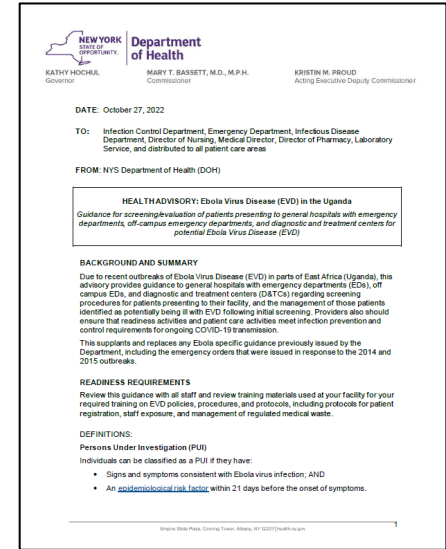 NEW YORK
STATE OF
OPPORTUNITY.
Department
of Health
KATHY HOCHUL
Governor
MARY T. BASSETT, M.D., M.P.H.
Commissioner
KRISTIN M. PROUD
Acting Executive Deputy Commissioner
DATE: October 27, 2022
TO: Infection Control Department, Emergency Department, Infectious Disease
Department, Director of Nursing, Medical Director, Director of Pharmacy, Laboratory
Service, and distributed to all patient care areas
FROM: NYS Department of Health (DOH)
HEALTH ADVISORY: Ebola Virus Disease (EVD) in the Uganda
Guidance for screening/evaluation of patients presenting to general hospitals with emergency
departments, off-campus emergency departments, and diagnostic and treatment centers for
potential Ebola Virus Disease (EVD)
BACKGROUND AND SUMMARY
Due to recent outbreaks of Ebola Virus Disease (EVD) in parts of East Africa (Uganda), this
advisory provides guidance to general hospitals with emergency departments (EDs), off
campus EDs, and diagnostic and treatment centers (D&TCs) regarding screening
procedures for patients presenting to their facility, and the management of those patients
identified as potentially being ill with EVD following initial screening. Providers also should
ensure that readiness activities and patient care activities meet infection prevention and
control requirements for ongoing COVID-19 transmission.
This supplants and replaces any Ebola specific guidance previously issued by the
Department, including the emergency orders that were issued in response to the 2014 and
2015 outbreaks.
READINESS REQUIREMENTS
Review this guidance with all staff and review training materials used at your facility for your
required training on EVD policies, procedures, and protocols, including protocols for patient
registration, staff exposure, and management of regulated medical waste.
DEFINITIONS:
Persons Under Investigation (PUI)
Individuals can be classified as a PUI if they have:
• Signs and symptoms consistent with Ebola virus infection; AND
• An epidemiological risk factor within 21 days before the onset of symptoms.
Empire State Plaza, Corning Tower, Albany, NY 12237 | health.ny.gov
1